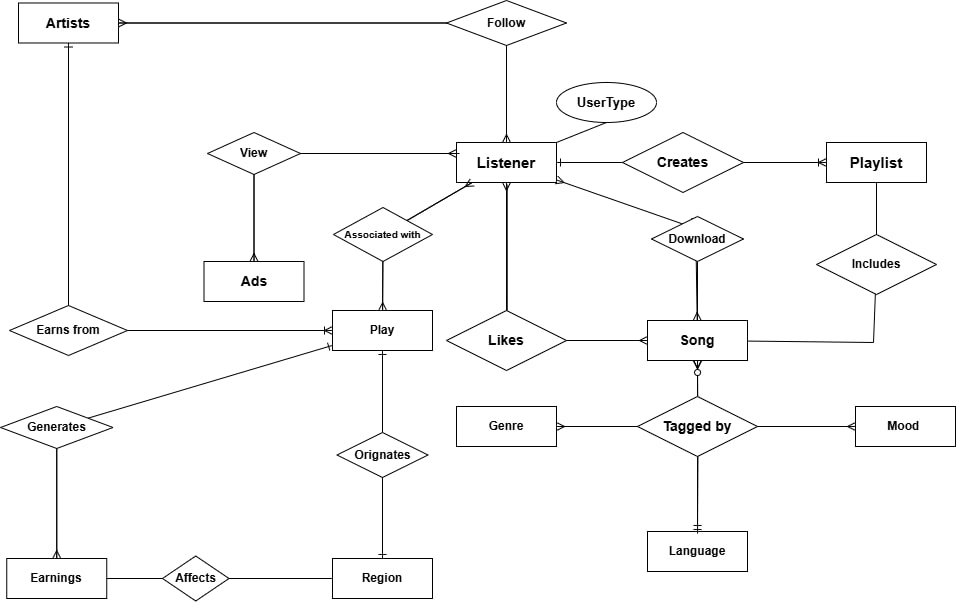 Artists
Follow
UserType
View
Listener
Creates
Playlist
Associated with
Download
Includes
Ads
Earns from
Play
Likes
Song
Generates
Genre
Tagged by
Mood
Orignates
Language
Earnings
Affects
Region